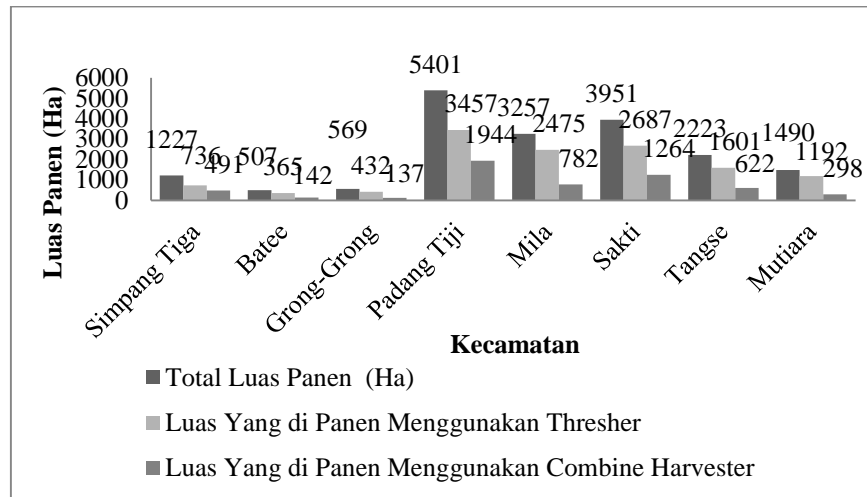 Luas Panen (Ha)
6000
5000
4000
3000
2000
1000
0
1227
736
491
507
365
142
569
432
137
5401
3457
1944
3257
2475
782
3951
2687
1264
2223
1601
622
1490
1192
298
Simpang Tiga
Batee
Grong-Grong
Padang Tiji
Mila
Sakti
Tangse
Mutiara
Kecamatan
Total Luas Panen (Ha)
Luas Yang di Panen Menggunakan Thresher
Luas Yang di Panen Menggunakan Combine Harvester